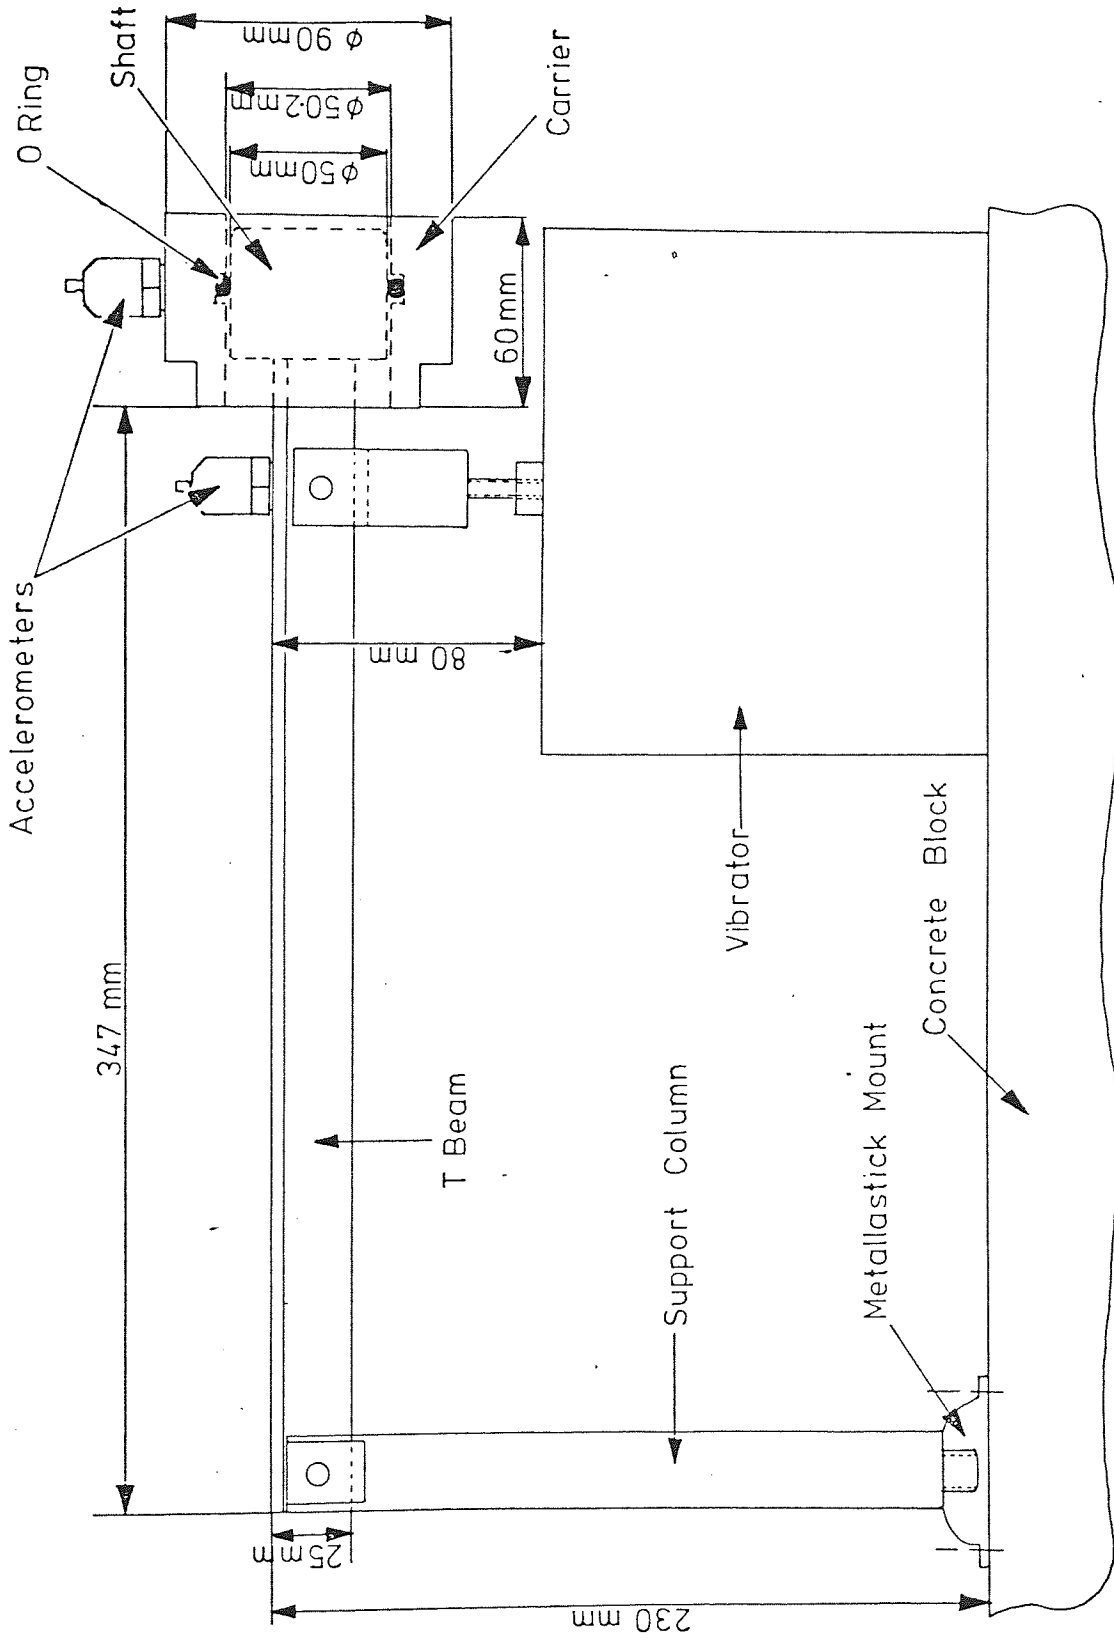 Accelerometers
O Ring
Shaft
347 mm
ϕ 90mm
ϕ50·2mm
ϕ50mm
Carrier
60mm
80 mm
25mm
230 mm
T Beam
Vibrator
Support Column
Metallastick Mount
Concrete Block